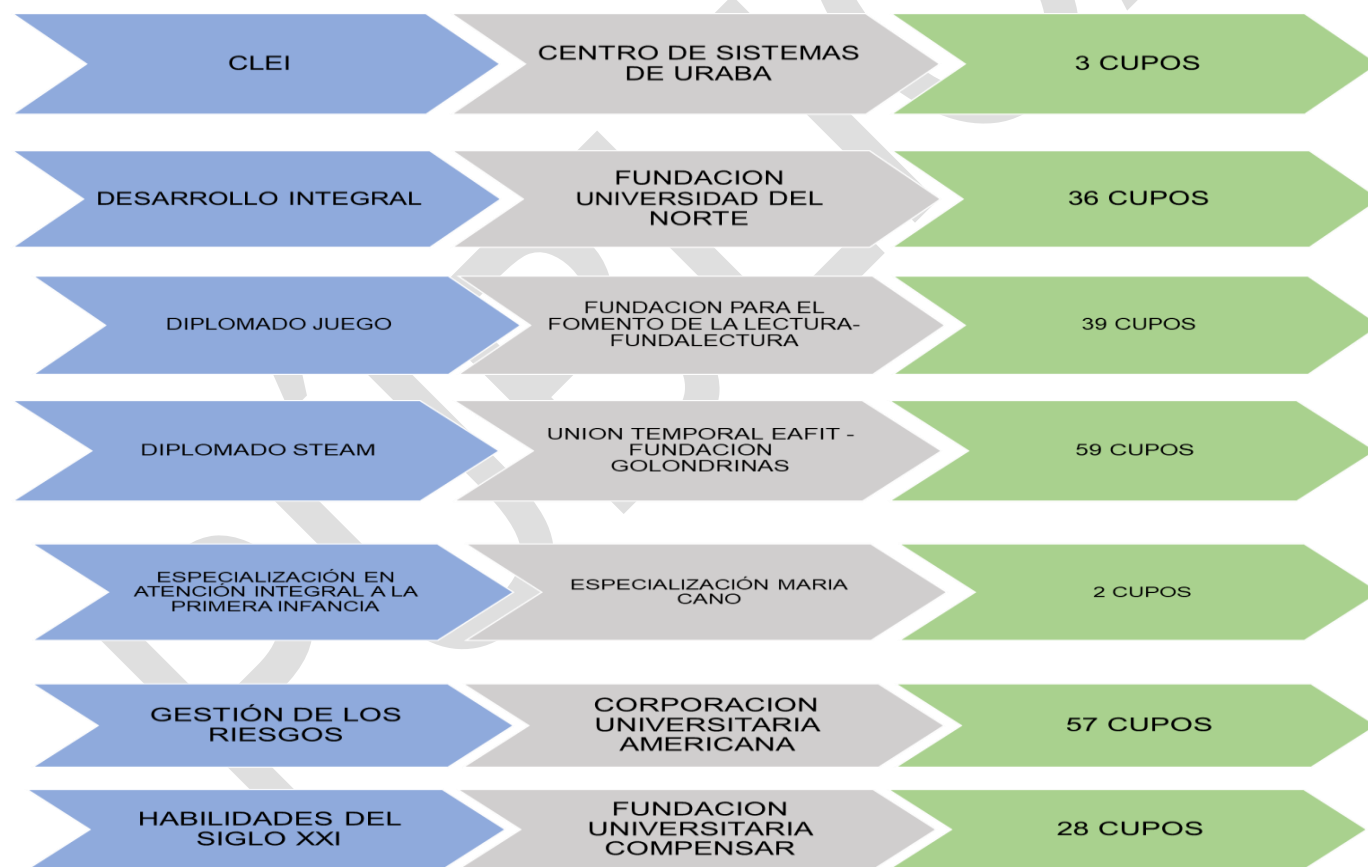 CLEI
CENTRO DE SISTEMAS
DE URABA
3 CUPOS
DESARROLLO INTEGRAL
FUNDACION
UNIVERSIDAD DEL
NORTE
36 CUPOS
DIPLOMADO JUEGO
FUNDACION PARA EL
FOMENTO DE LA LECTURA-
FUNDALECTURA
39 CUPOS
DIPLOMADO STEAM
UNION TEMPORAL EAFIT -
FUNDACION
GOLONDRINAS
59 CUPOS
ESPECIALIZACIÓN EN
ATENCIÓN INTEGRAL A LA
PRIMERA INFANCIA
ESPECIALIZACIÓN MARIA
CANO
2 CUPOS
GESTIÓN DE LOS
RIESGOS
CORPORACION
UNIVERSITARIA
AMERICANA
57 CUPOS
HABILIDADES DEL
SIGLO XXI
FUNDACION
UNIVERSITARIA
COMPENSAR
28 CUPOS